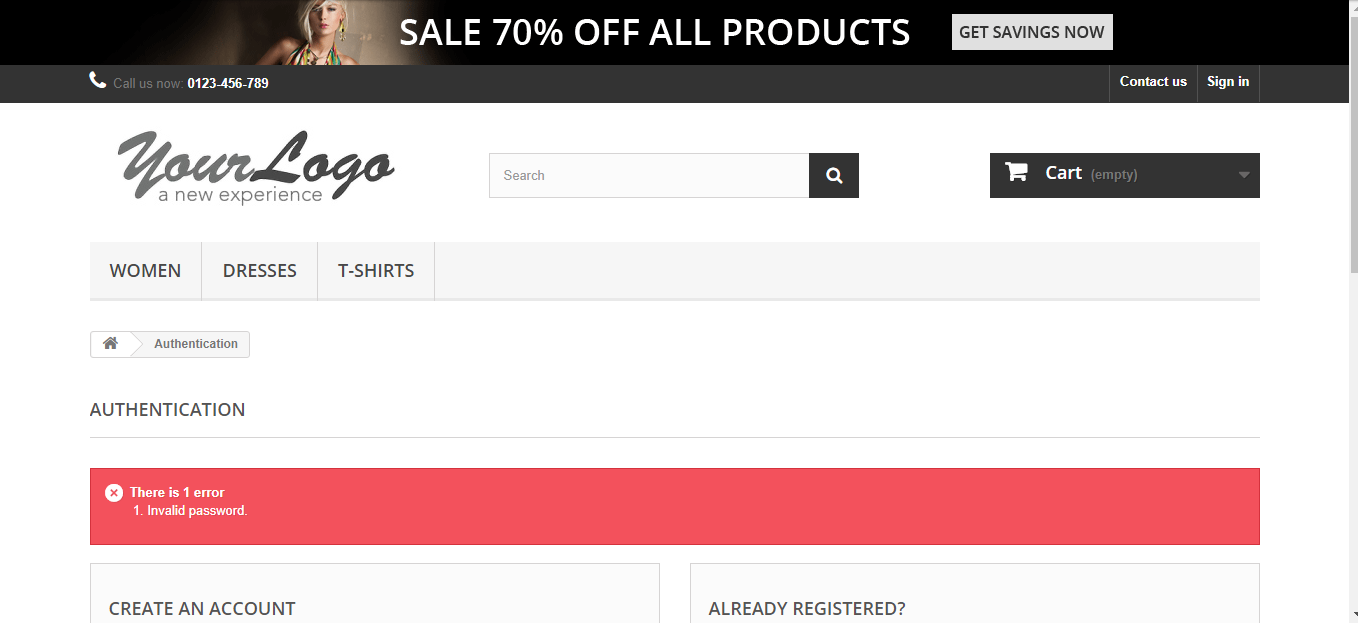 SALE 70% OFF ALL PRODUCTS GET SAVINGS NOW
Call us now: 0123-456-789 Contact us Sign in
YourLogo
a new experience
Search
Cart (empty)
WOMEN DRESSES T-SHIRTS
Authentication
AUTHENTICATION
There is 1 error
1. Invalid password.
CREATE AN ACCOUNT ALREADY REGISTERED?